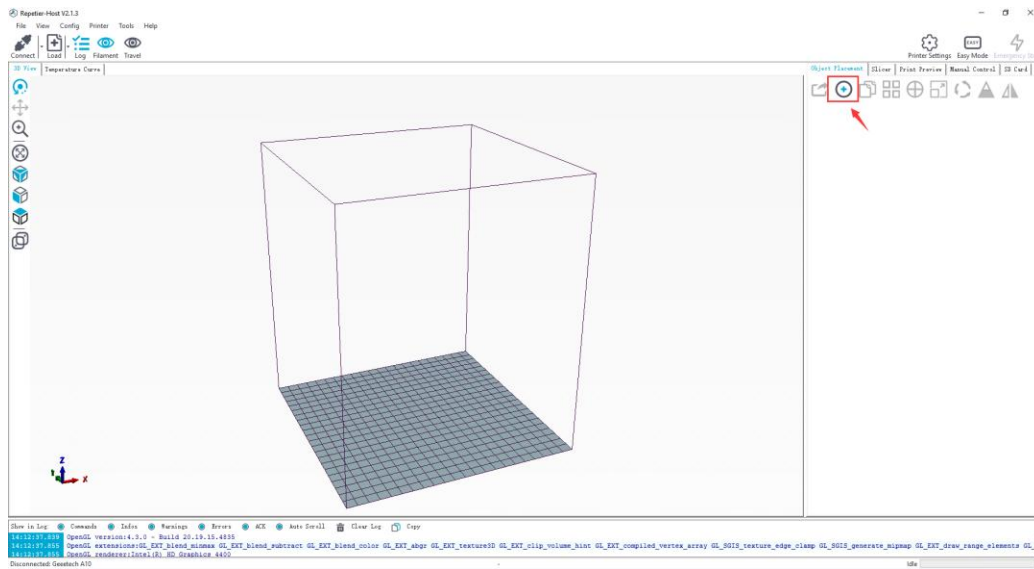 Repetier-Host V2.1.3
File View Config Printer Tools Help
Connect Load Log Filament Travel Printer Settings Easy Mode Emergency St
EASY
3D View Temperature Curve Object Placement Slicer Print Preview Manual Control SD Card
Z
Y
X
Show in Log Commands Infos Warnings Errors ACK Auto Scroll Clear Log Copy
14:12:37.839 OpenGL version:4.3.0 - Build 20.19.15.4835
14:12:37.855 OpenGL extensions:GL_EXT_blend_minmax GL_EXT_blend_subtract GL_EXT_blend_color GL_EXT_abgr GL_EXT_texture3D GL_EXT_clip_volume_hint GL_EXT_compiled_vertex_array GL_SGIS_texture_edge_clamp GL_SGIS_generate_mipmap GL_EXT_draw_range_elements GL_
14:12:37.855 OpenGL renderer:Intel(R) HD Graphics 4400
Disconnected: Geeetech A10 - Idle